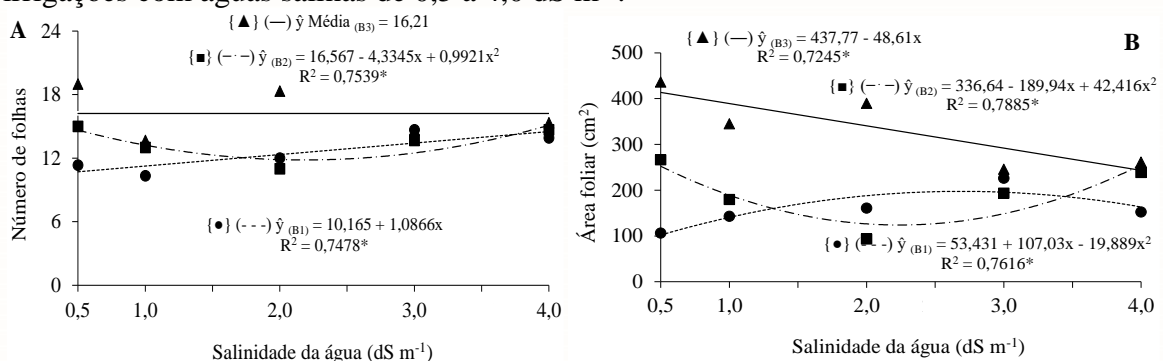 irrigações com águas salinas de 0,5 a 4,0 dS m⁻¹.
A
{▲} (—) ŷ Média (B3) = 16,21
{■} (−·−) ŷ (B2) = 16,567 - 4,3345x + 0,9921x²
R² = 0,7539*
{●} (- - -) ŷ (B1) = 10,165 + 1,0866x
R² = 0,7478*
Número de folhas
24
18
12
6
0
0,5 1,0 2,0 3,0 4,0
Salinidade da água (dS m⁻¹)
B
{▲} (—) ŷ (B3) = 437,77 - 48,61x
R² = 0,7245*
{■} (−·−) ŷ (B2) = 336,64 - 189,94x + 42,416x²
R² = 0,7885*
{●} (- - -) ŷ (B1) = 53,431 + 107,03x - 19,889x²
R² = 0,7616*
Área foliar (cm²)
500
400
300
200
100
0
0,5 1,0 2,0 3,0 4,0
Salinidade da água (dS m⁻¹)